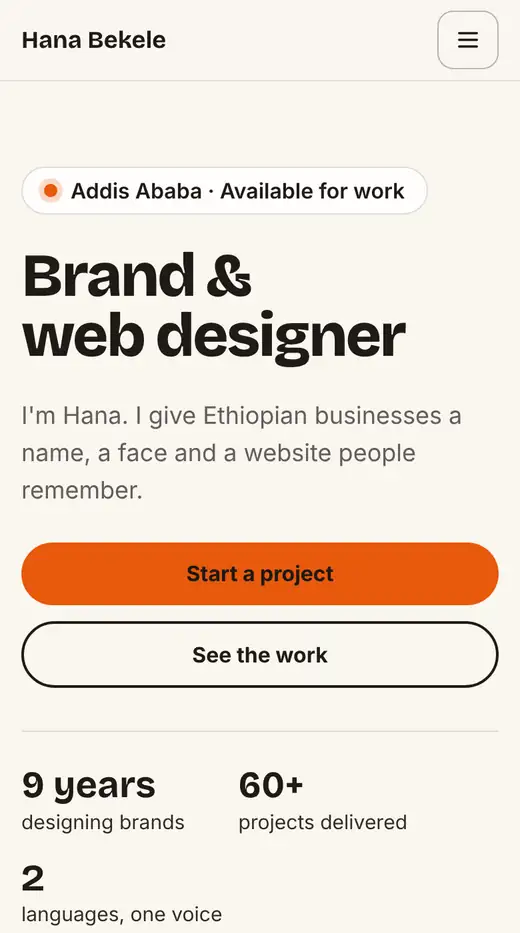 Hana Bekele
Addis Ababa · Available for work
Brand &
web designer
I'm Hana. I give Ethiopian businesses a
name, a face and a website people
remember.
Start a project
See the work
9 years
designing brands
60+
projects delivered
2
languages, one voice